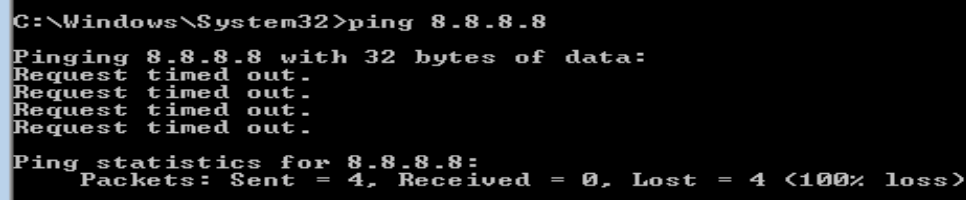 C:\Windows\System32>ping 8.8.8.8
Pinging 8.8.8.8 with 32 bytes of data:
Request timed out.
Request timed out.
Request timed out.
Request timed out.
Ping statistics for 8.8.8.8:
    Packets: Sent = 4, Received = 0, Lost = 4 (100% loss)